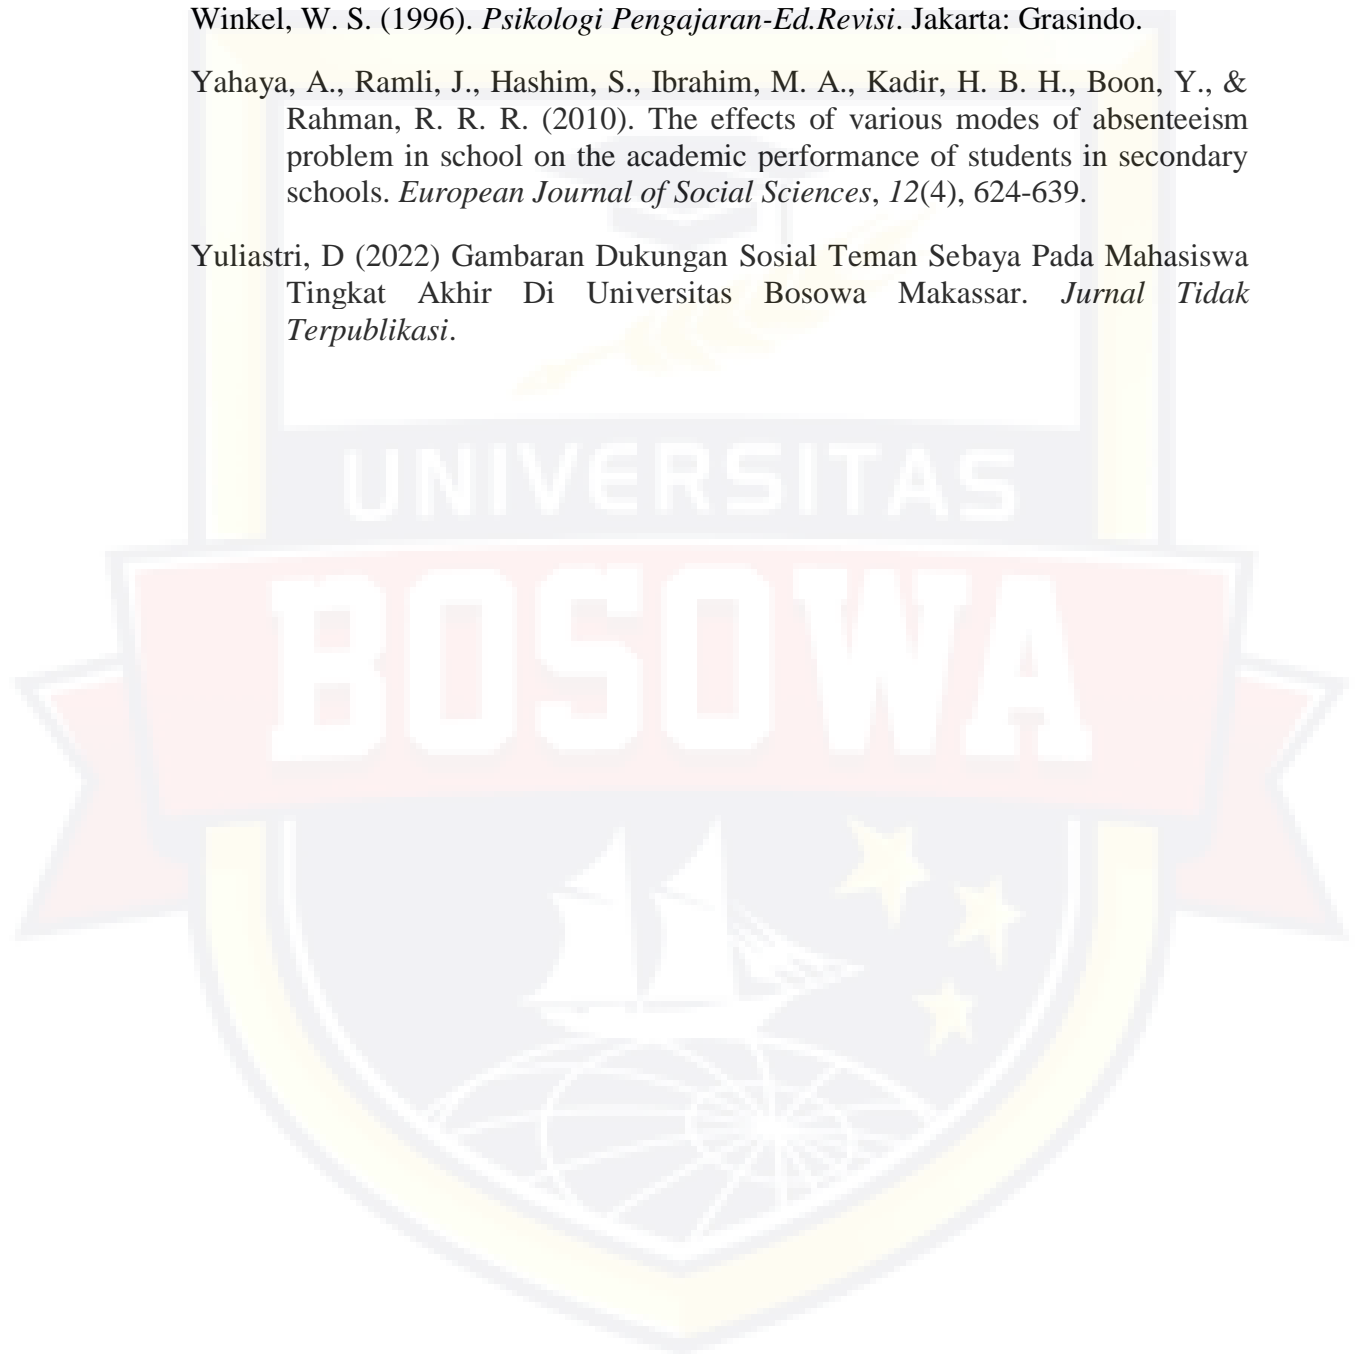 Winkel, W. S. (1996). Psikologi Pengajaran-Ed.Revisi. Jakarta: Grasindo.
Yahaya, A., Ramli, J., Hashim, S., Ibrahim, M. A., Kadir, H. B. H., Boon, Y., &
Rahman, R. R. R. (2010). The effects of various modes of absenteeism
problem in school on the academic performance of students in secondary
schools. European Journal of Social Sciences, 12(4), 624-639.
Yuliastri, D (2022) Gambaran Dukungan Sosial Teman Sebaya Pada Mahasiswa
Tingkat Akhir Di Universitas Bosowa Makassar. Jurnal Tidak
Terpublikasi.
UNIVERSITAS
BOSOWA